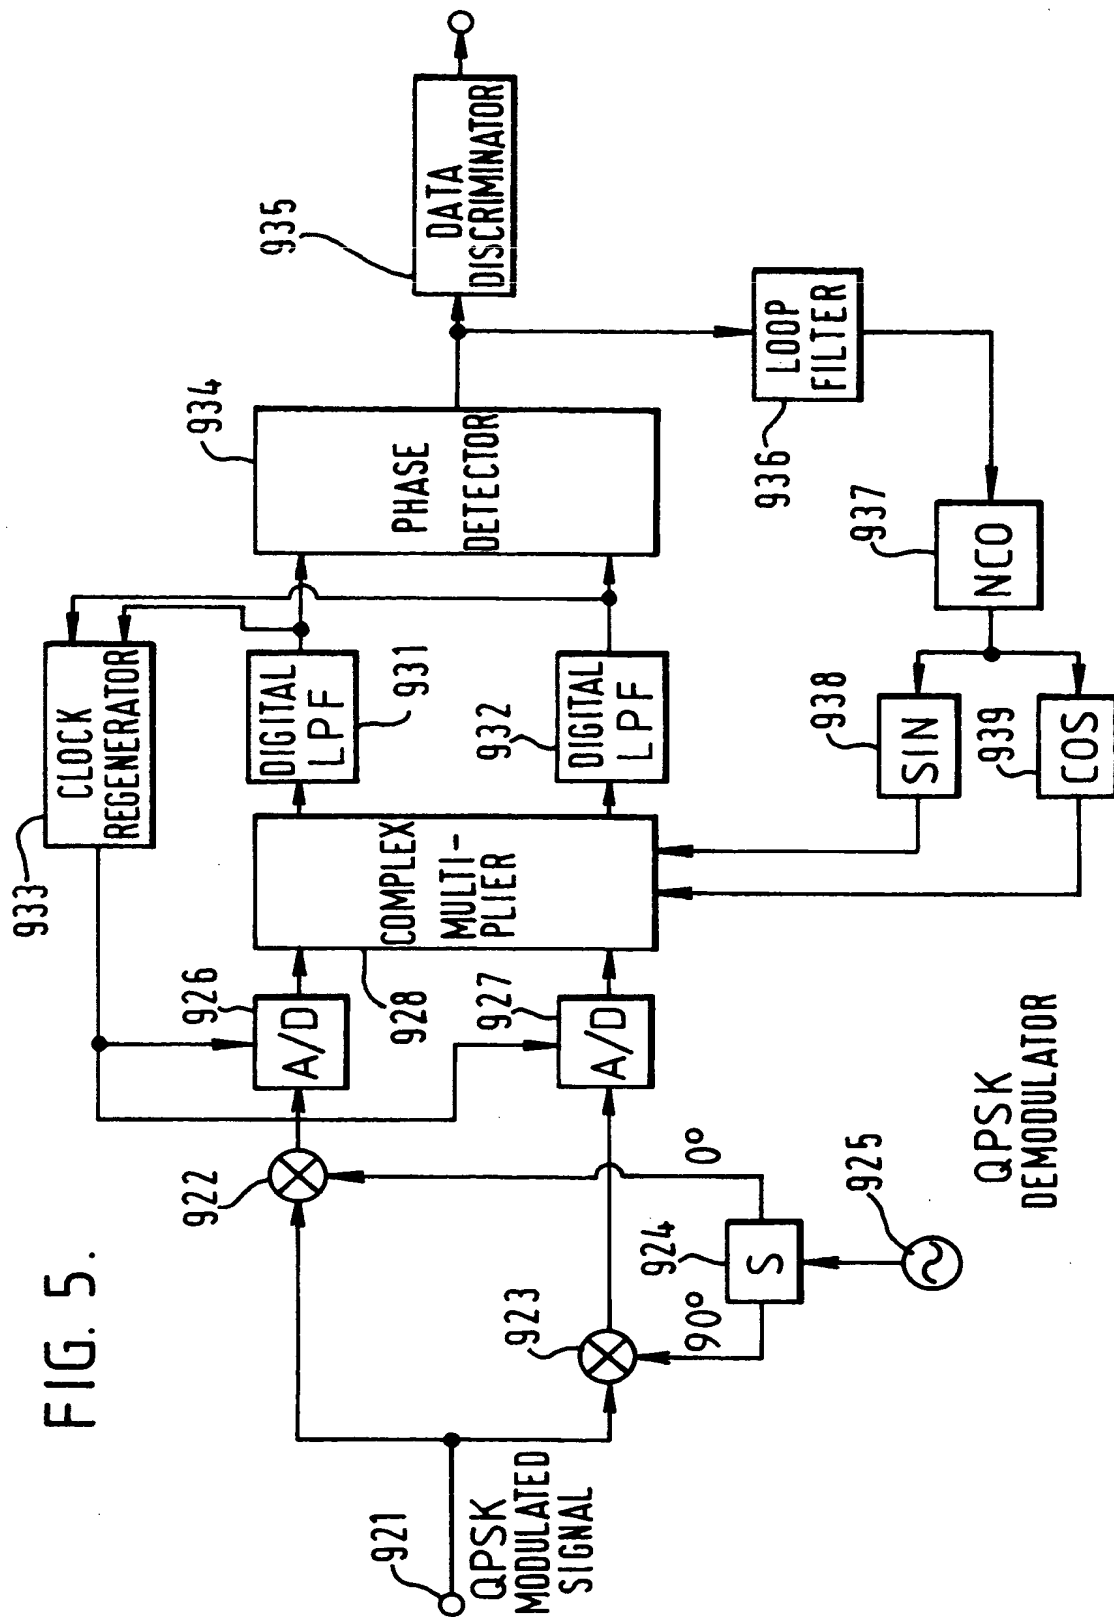 FIG. 5.
921
QPSK
MODULATED
SIGNAL
922
923
90°
0°
924
S
925
926
A/D
927
A/D
928
COMPLEX
MULTI-
PLIER
933
CLOCK
REGENERATOR
DIGITAL
LPF
931
DIGITAL
LPF
932
934
PHASE
DETECTOR
935
DATA
DISCRIMINATOR
LOOP
FILTER
936
937
NCO
938
SIN
939
COS
QPSK
DEMODULATOR